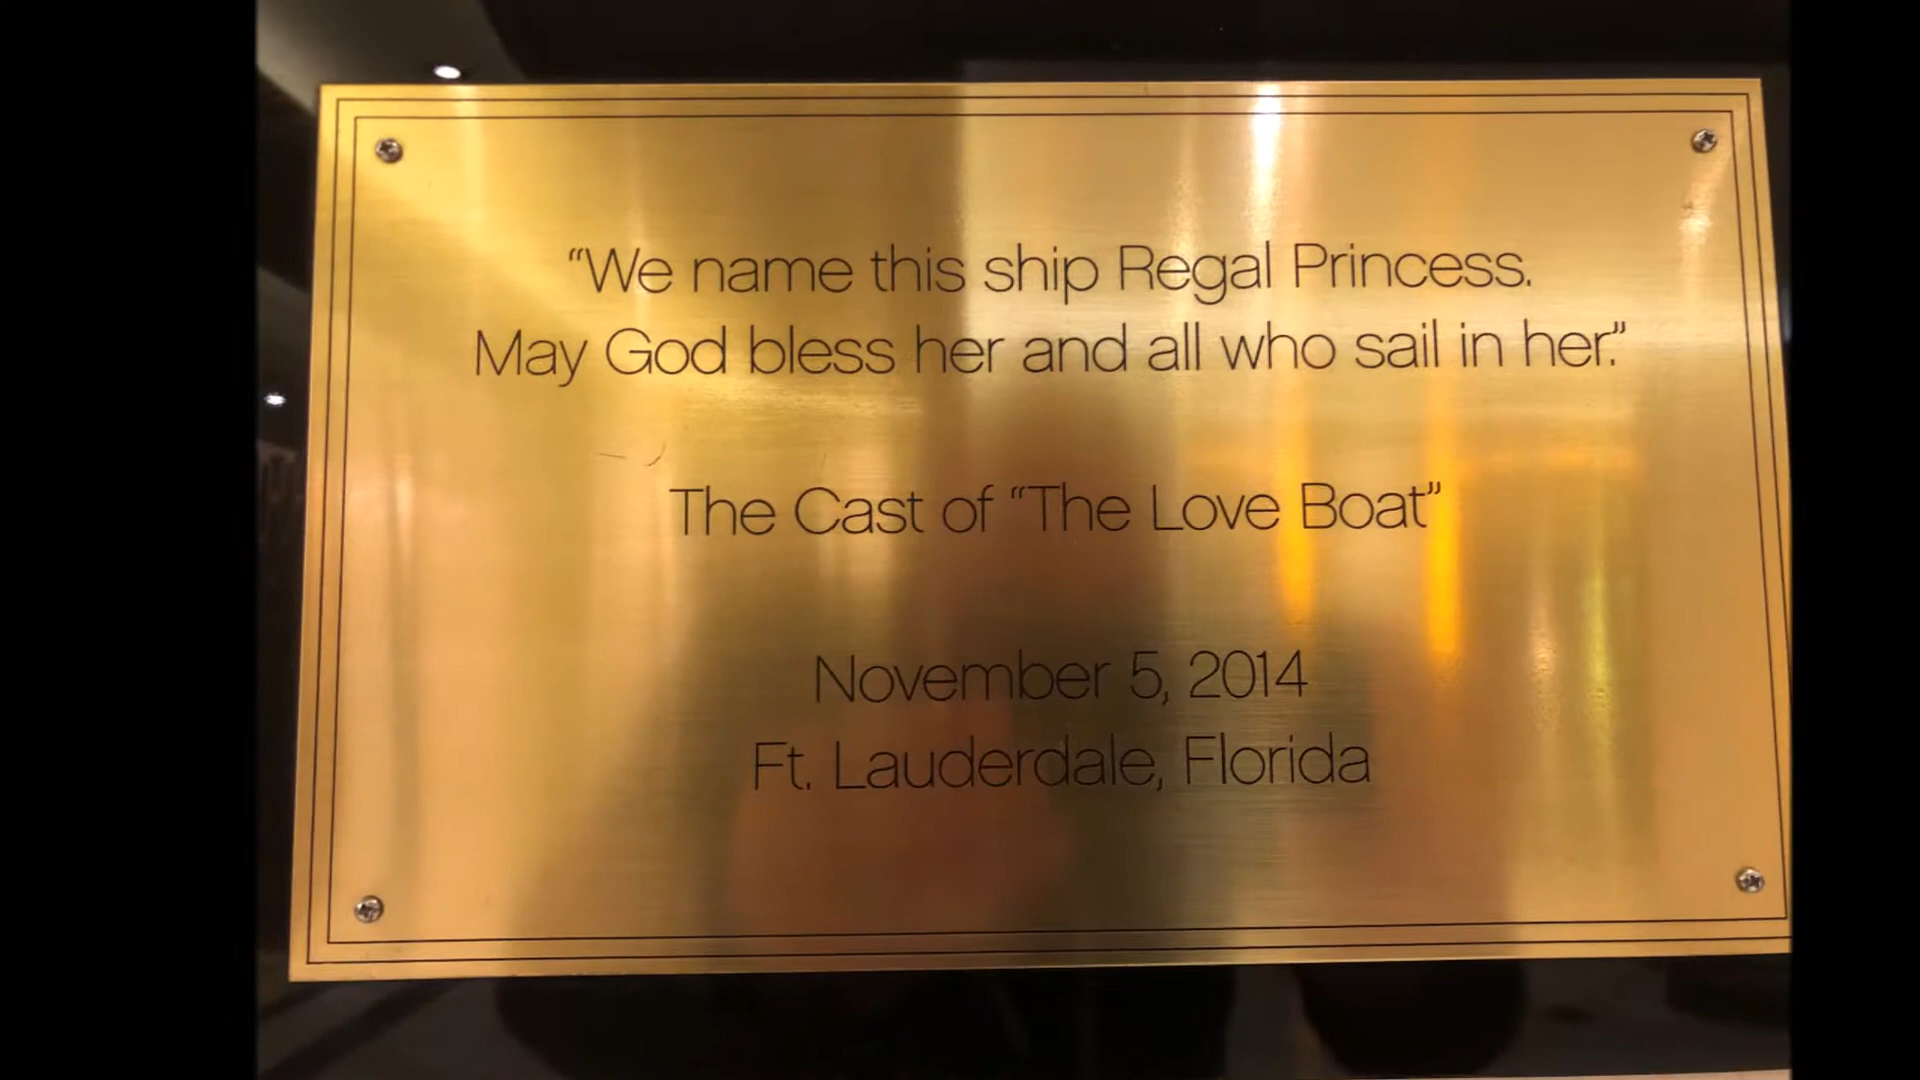 “We name this ship Regal Princess.
May God bless her and all who sail in her.”
The Cast of “The Love Boat”
November 5, 2014
Ft. Lauderdale, Florida